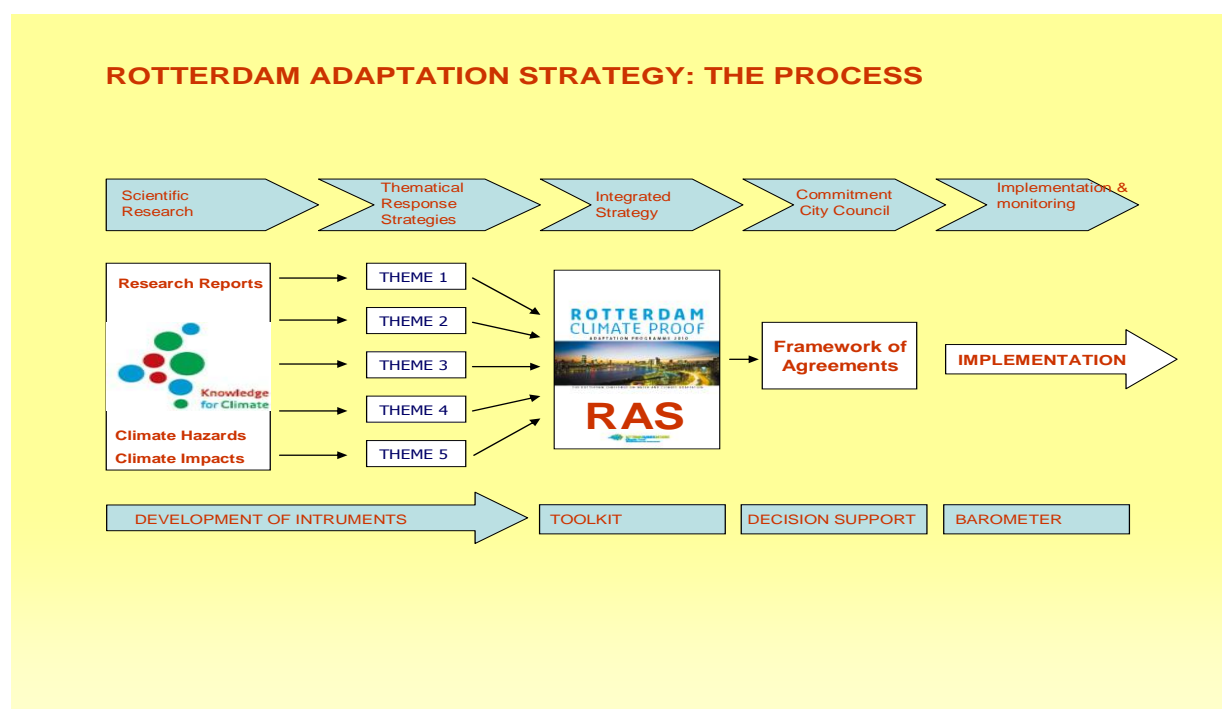 ROTTERDAM ADAPTATION STRATEGY: THE PROCESS
Scientific
Research
Thematical
Response
Strategies
Integrated
Strategy
Commitment
City Council
Implementation &
monitoring
Research Reports
Knowledge
for Climate
Climate Hazards
Climate Impacts
THEME 1
THEME 2
THEME 3
THEME 4
THEME 5
ROTTERDAM
CLIMATE PROOF
ADAPTATION PROGRAMME 2010
RAS
Framework of
Agreements
IMPLEMENTATION
DEVELOPMENT OF INTRUMENTS
TOOLKIT
DECISION SUPPORT
BAROMETER